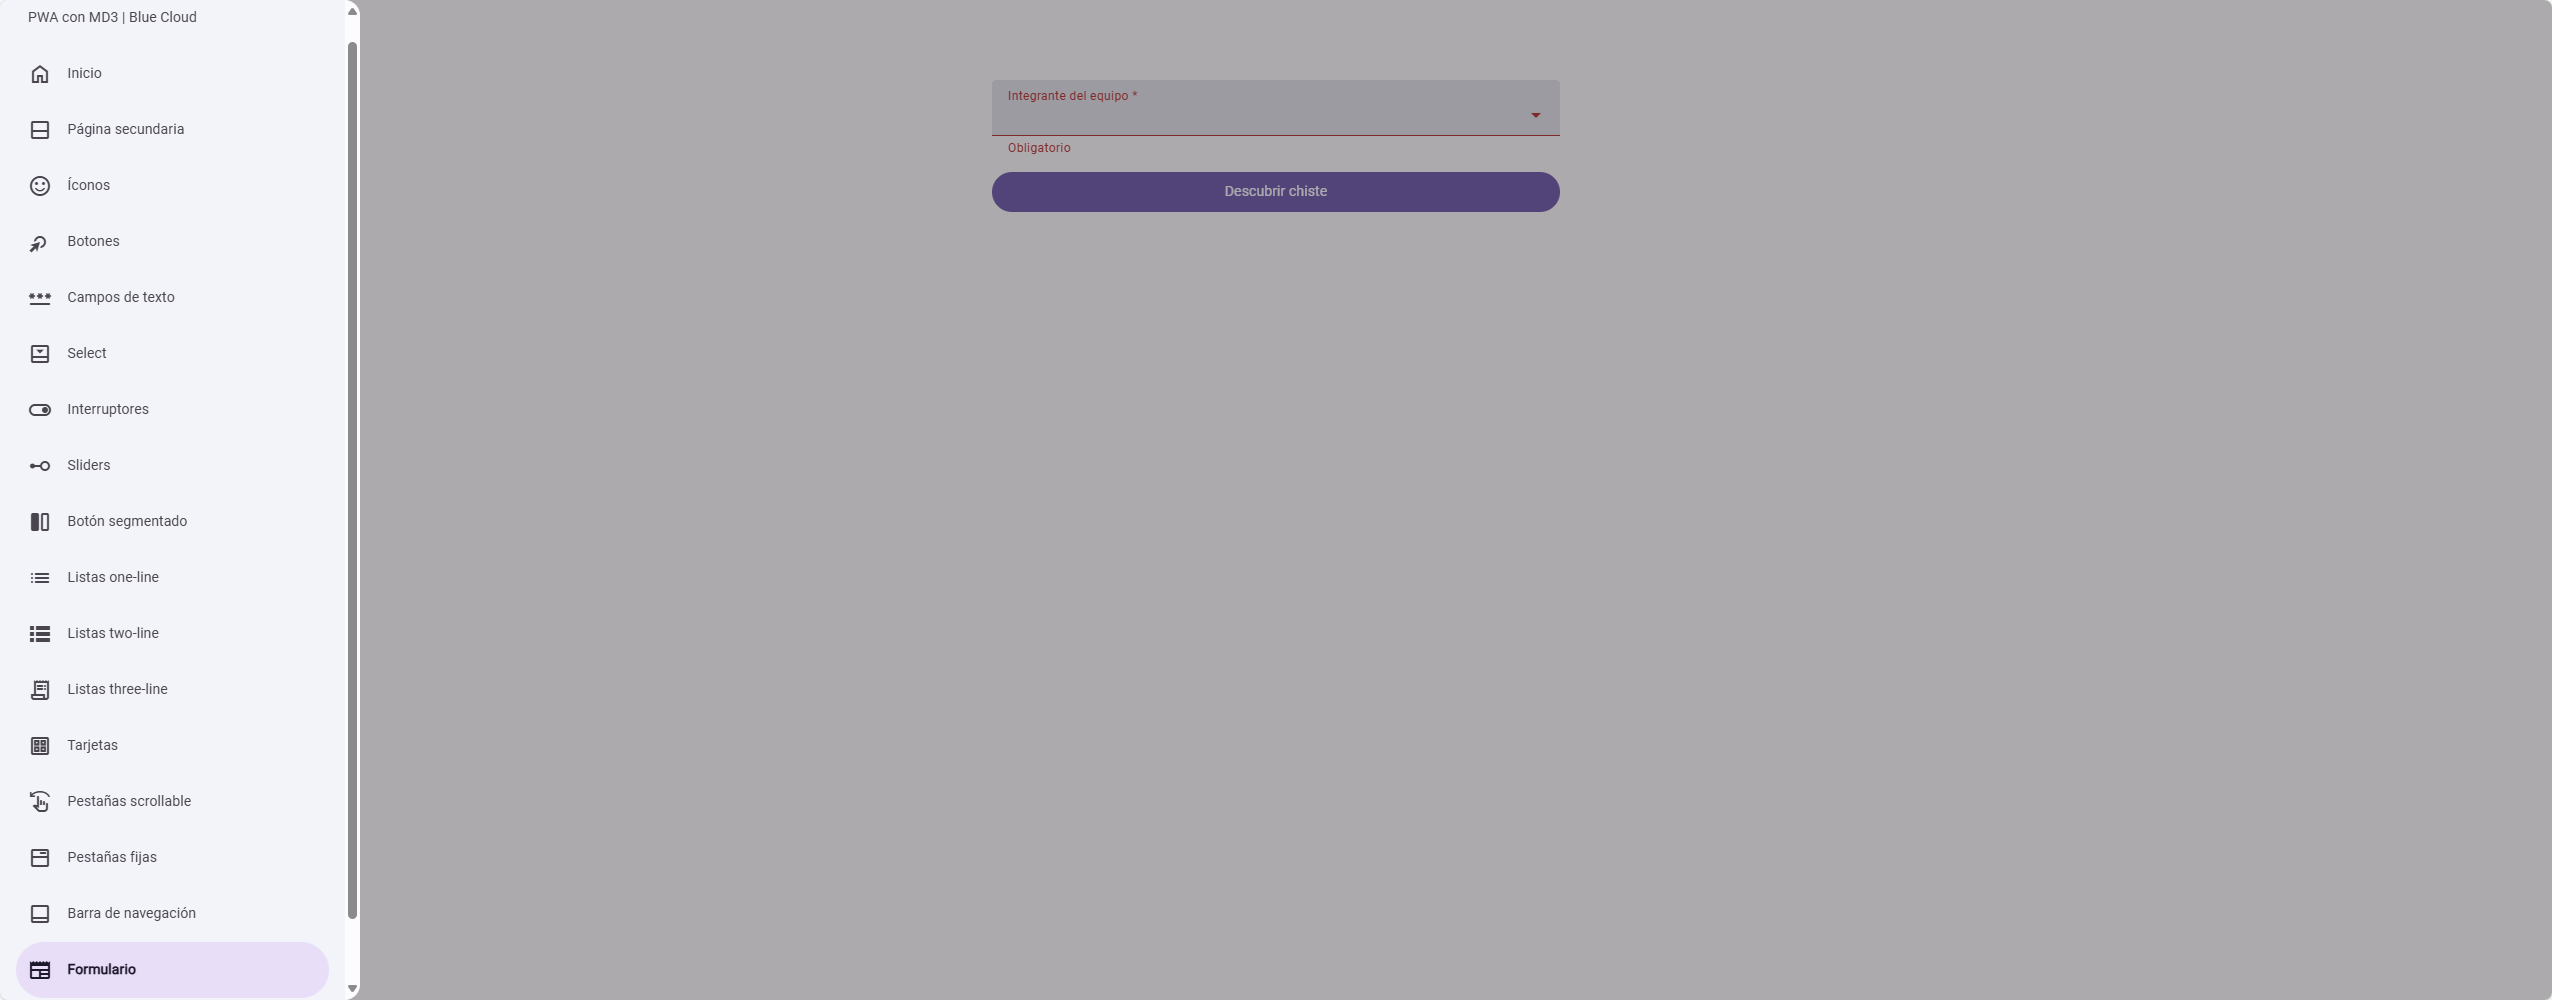 PWA con MD3 | Blue Cloud
Inicio
Página secundaria
Íconos
Botones
Campos de texto
Select
Interruptores
Sliders
Botón segmentado
Listas one-line
Listas two-line
Listas three-line
Tarjetas
Pestañas scrollable
Pestañas fijas
Barra de navegación
Formulario
Integrante del equipo *
Obligatorio
Descubrir chiste